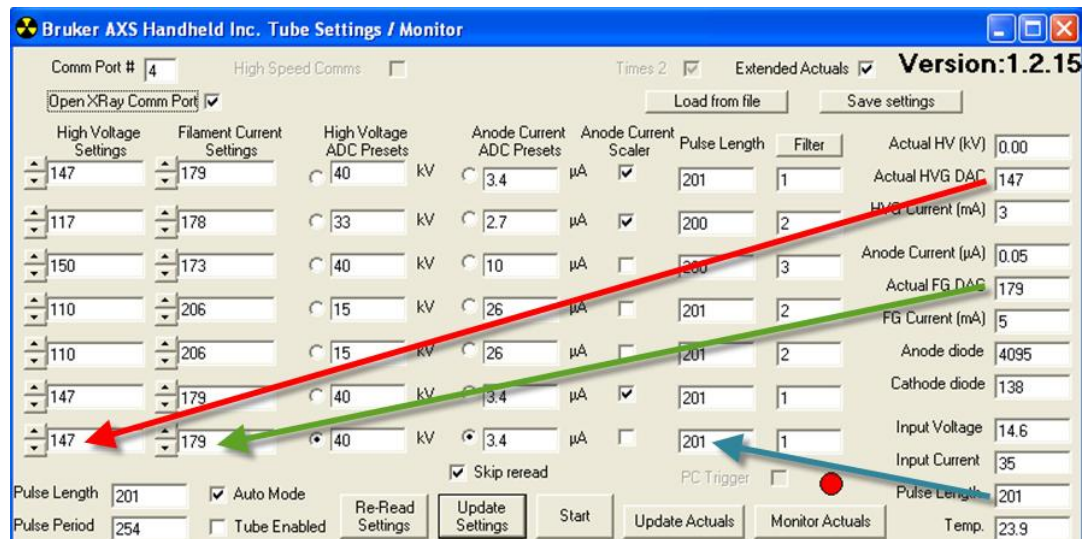 Bruker AXS Handheld Inc. Tube Settings / Monitor
Comm Port # 4 High Speed Comms Times 2 Extended Actuals Version:1.2.15
Open XRay Comm Port Load from file Save settings
High Voltage Settings Filament Current Settings High Voltage ADC Presets Anode Current ADC Presets Anode Current Scaler Pulse Length Filter Actual HV (kV) 0.00
147 179 40 kV 3.4 µA 201 1 Actual HVG DAC 147
117 178 33 kV 2.7 µA 200 2 HVG Current (mA) 3
150 173 40 kV 10 µA 200 3 Anode Current (µA) 0.05
Actual FG DAC 179
110 206 15 kV 26 µA 201 2 FG Current (mA) 5
110 206 15 kV 26 µA 201 2 Anode diode 4095
147 179 40 kV 3.4 µA 201 1 Cathode diode 138
147 179 40 kV 3.4 µA 201 1 Input Voltage 14.6
Skip reread PC Trigger Input Current 35
Pulse Length 201 Auto Mode Re-Read Settings Update Settings Start Update Actuals Monitor Actuals Pulse Length 201
Pulse Period 254 Tube Enabled Temp. 23.9